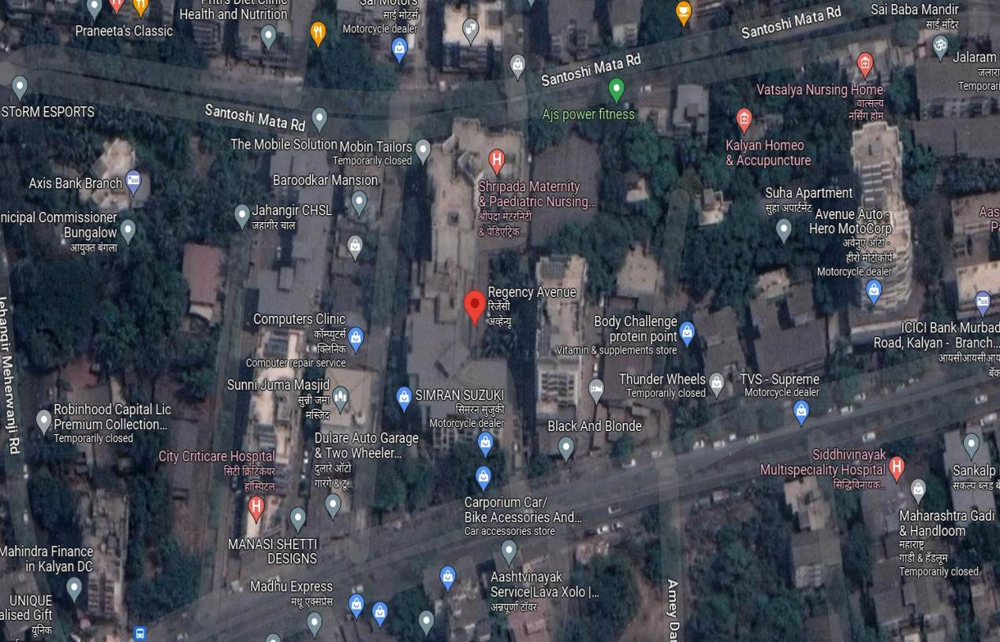 Health and Nutrition
Praneeta's Classic
Sai Motors
साई मोटर्स
Motorcycle dealer
Santoshi Mata Rd
Sai Baba Mandir
साई मंदिर
Santoshi Mata Rd
Jalaram
जलारा
SToRM ESPORTS
Santoshi Mata Rd
Ajs power fitness
Vatsalya Nursing Home
वात्सल्य
नर्सिंग होम
The Mobile Solution
Mobin Tailors
Temporarily closed
Kalyan Homeo
& Accupuncture
Axis Bank Branch
Baroodkar Mansion
Shripada Maternity
& Paediatric Nursing...
श्रीपदा मॅटरनिटी
& पेडिएट्रिक...
Suha Apartment
सुहा अपार्टमेंट
Jahangir CHSL
जहांगीर चाल
nicipal Commissioner
Bungalow
आयुक्त बंगला
Avenue Auto -
Hero MotoCorp
अवेनुए ऑटो -
हीरो मोटोकॉर्प
Motorcycle dealer
Regency Avenue
रिजेंसी
अव्हेन्यू
Computers Clinic
कॉम्प्युटर्स
क्लिनिक
Computer repair service
Body Challenge
protein point
Vitamin & supplements store
ICICI Bank Murbad
Road, Kalyan - Branch...
आयसीआयसीआय
बँक
Jehangir Meherwanji Rd
Sunni Juma Masjid
सुन्नी जमा
मस्जिद
SIMRAN SUZUKI
सिमरन सुजुकी
Motorcycle dealer
Thunder Wheels
Temporarily closed
TVS - Supreme
Motorcycle dealer
Robinhood Capital Lic
Premium Collection...
Temporarily closed
Black And Blonde
Dulare Auto Garage
& Two Wheeler...
दुलारे ऑटो
गारगे & टू...
City Criticare Hospital
सिटी क्रिटिकेयर
हॉस्पिटल
Siddhivinayak
Multispeciality Hospital
सिद्धिविनायक...
Sankalp
संकल्प ब्लड बँ
Carporium Car/
Bike Acessories And...
Car accessories store
Maharashtra Gadi
& Handloom
महाराष्ट्र
गाडी & हँडलूम
Temporarily closed
MANASI SHETTI
DESIGNS
Mahindra Finance
in Kalyan DC
Aashtvinayak
Service|Lava Xolo |...
अन्नपूर्णा टॉवर
Madhu Express
मधू एक्सप्रेस
UNIQUE
alised Gift
यूनिक